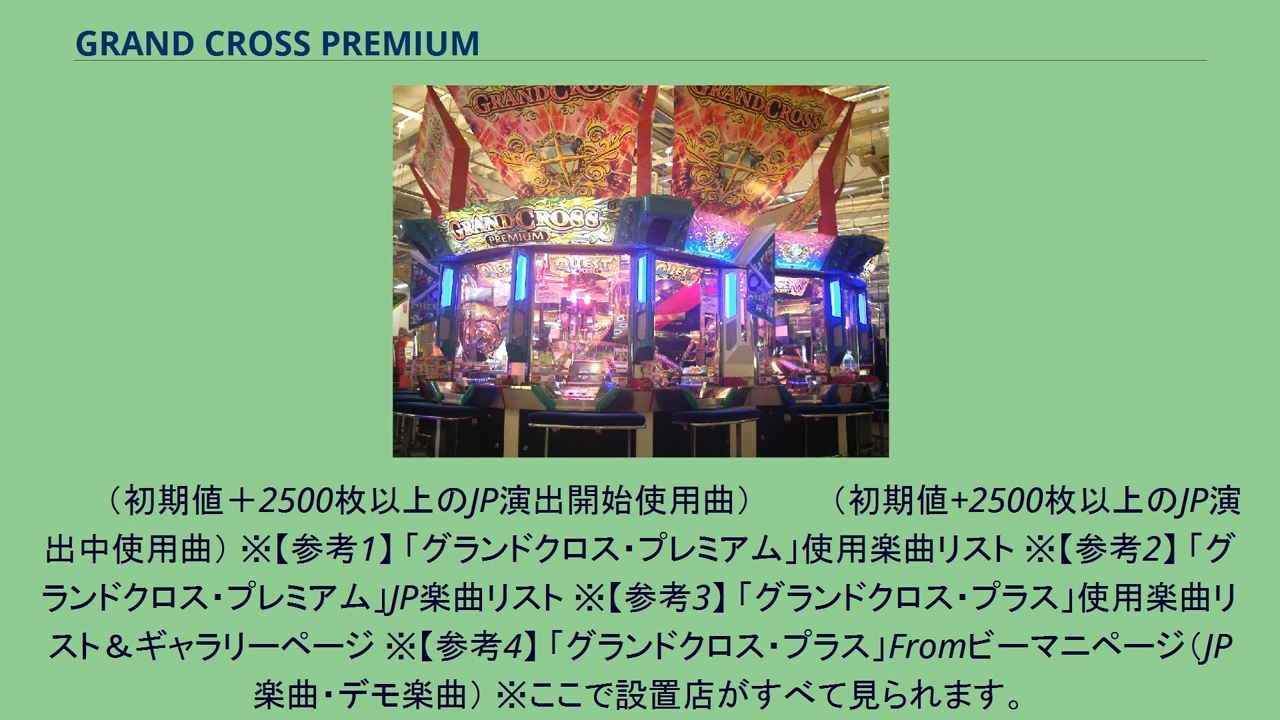 GRAND CROSS PREMIUM
GRANDCROSS
GRANDCROSS
GRAND CROSS
PREMIUM
QUEST
（初期値＋2500枚以上のJP演出開始使用曲）　　（初期値+2500枚以上のJP演
出中使用曲）※【参考1】「グランドクロス・プレミアム」使用楽曲リスト ※【参考2】「グ
ランドクロス・プレミアム」JP楽曲リスト ※【参考3】「グランドクロス・プラス」使用楽曲リ
スト＆ギャラリーページ ※【参考4】「グランドクロス・プラス」Fromビーマニページ（JP
楽曲・デモ楽曲）※ここで設置店がすべて見られます。